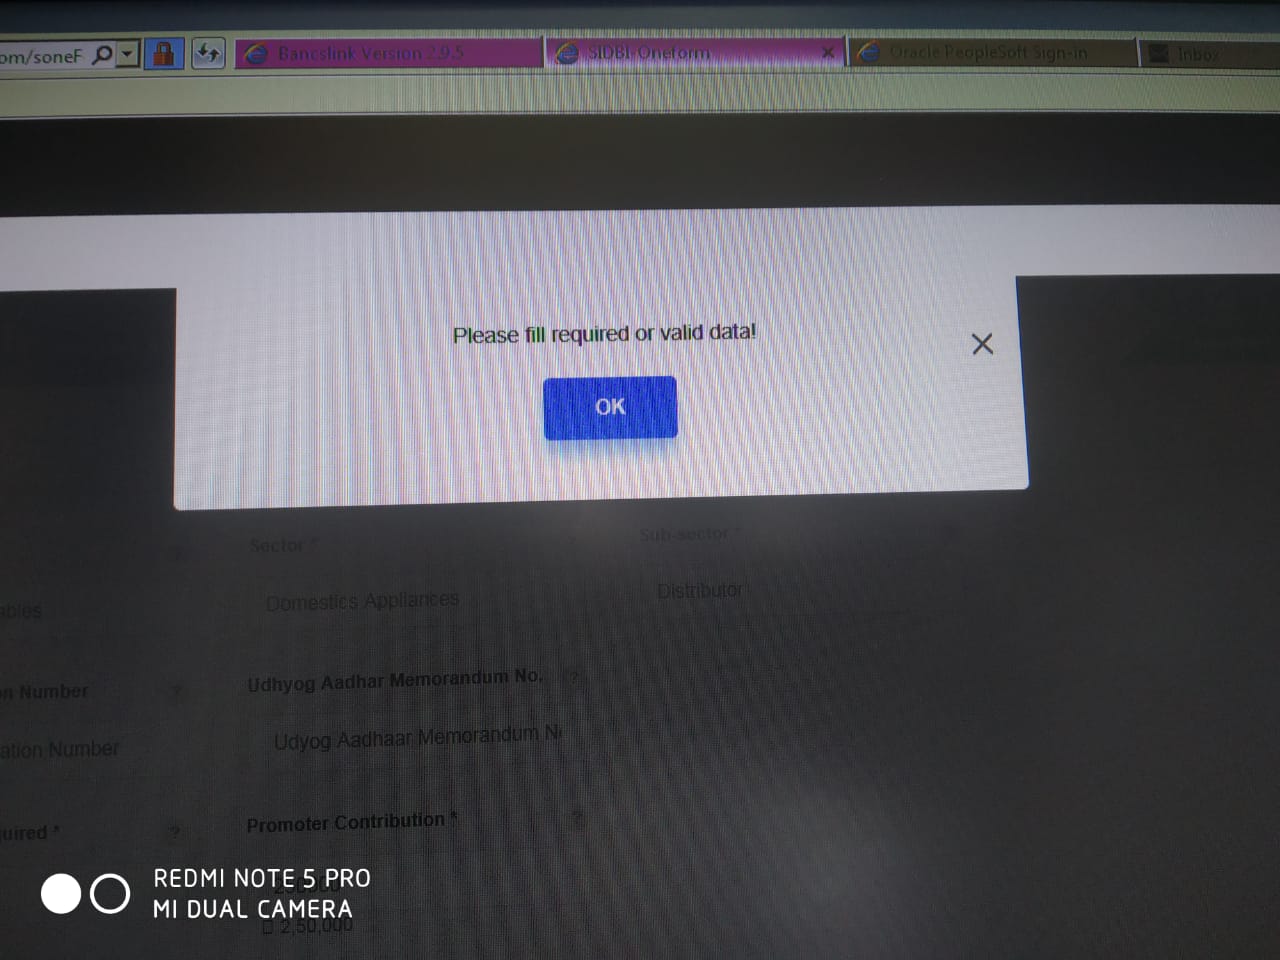 om/soneF
Bancslink Version 2.9.5
SIDBI-Oneform
Oracle PeopleSoft Sign-in
Inbox
Please fill required or valid data!
OK
Sector *
Sub-sector *
ables
Domestics Appliances
Distributor
on Number ?
Udhyog Aadhar Memorandum No. ?
ation Number
Udyog Aadhaar Memorandum N
uired * ?
Promoter Contribution * ?
REDMI NOTE 5 PRO
MI DUAL CAMERA
2,50,000